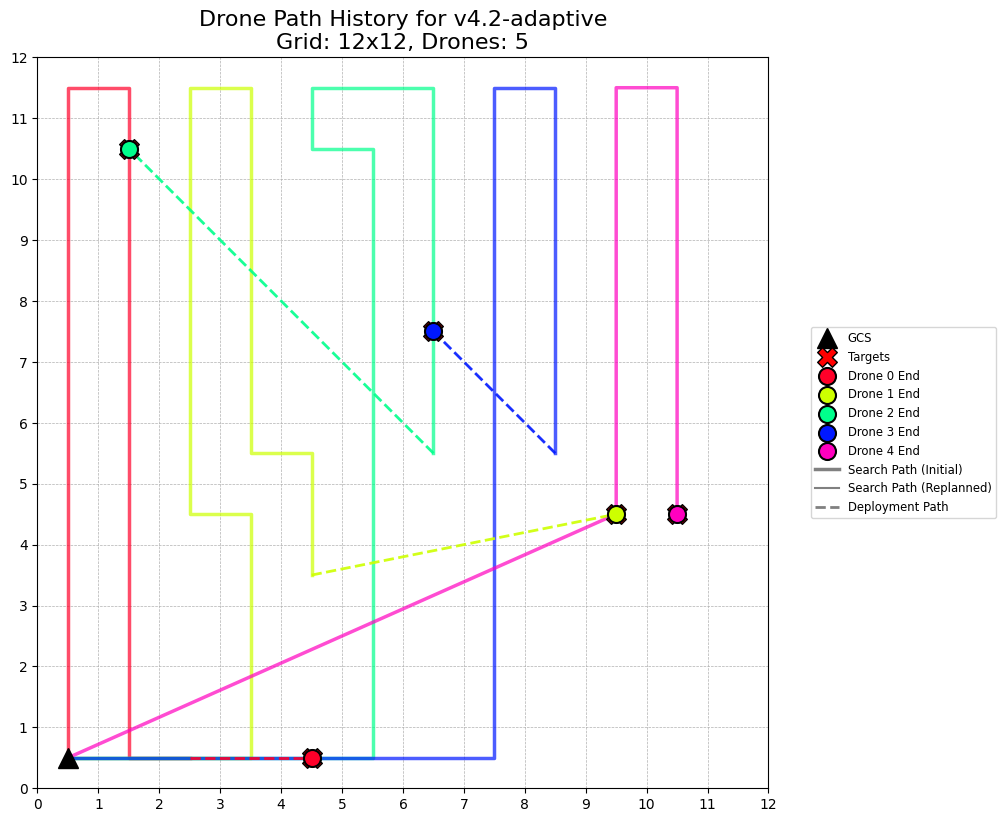 Drone Path History for v4.2-adaptive
Grid: 12x12, Drones: 5
12
11
10
9
8
7
6
5
4
3
2
1
0
0 1 2 3 4 5 6 7 8 9 10 11 12
GCS
Targets
Drone 0 End
Drone 1 End
Drone 2 End
Drone 3 End
Drone 4 End
Search Path (Initial)
Search Path (Replanned)
Deployment Path